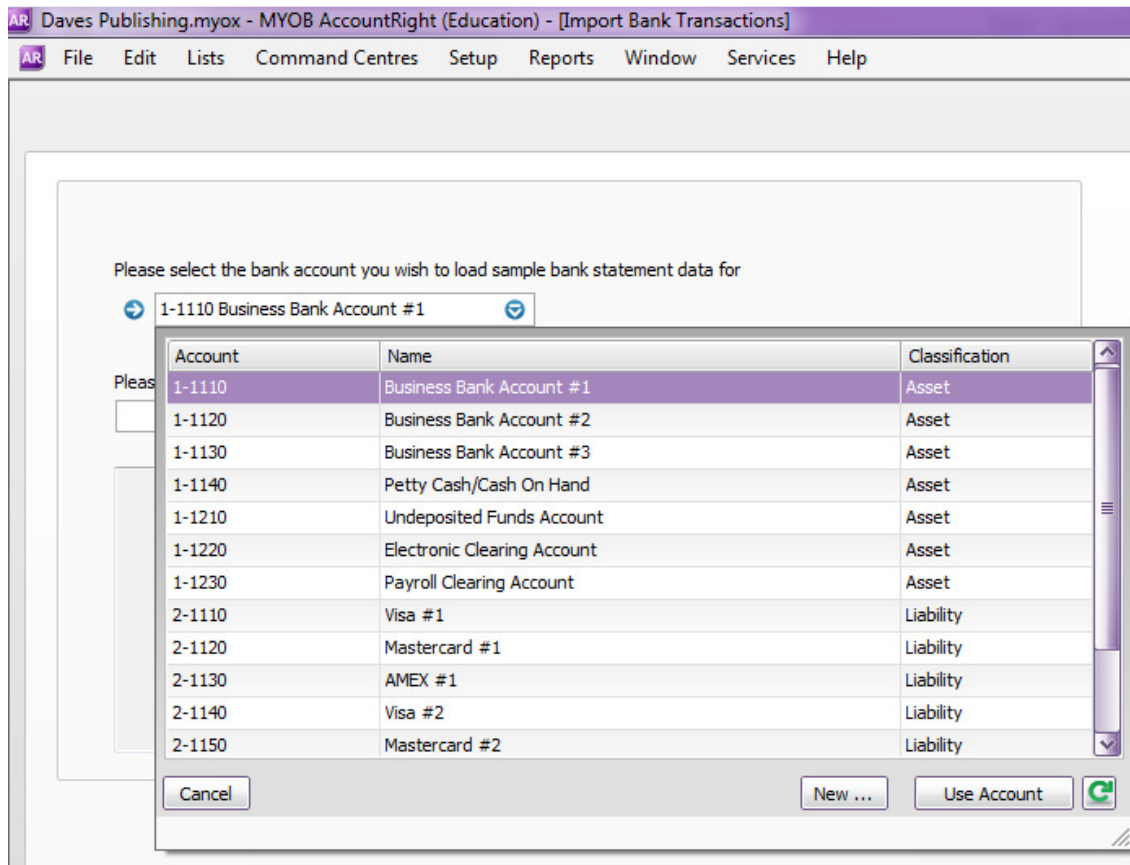 AR Daves Publishing.myox - MYOB AccountRight (Education) - [Import Bank Transactions]
AR File Edit Lists Command Centres Setup Reports Window Services Help
Please select the bank account you wish to load sample bank statement data for
1-1110 Business Bank Account #1
Account Name Classification
Pleas
1-1110 Business Bank Account #1 Asset
1-1120 Business Bank Account #2 Asset
1-1130 Business Bank Account #3 Asset
1-1140 Petty Cash/Cash On Hand Asset
1-1210 Undeposited Funds Account Asset
1-1220 Electronic Clearing Account Asset
1-1230 Payroll Clearing Account Asset
2-1110 Visa #1 Liability
2-1120 Mastercard #1 Liability
2-1130 AMEX #1 Liability
2-1140 Visa #2 Liability
2-1150 Mastercard #2 Liability
Cancel New ... Use Account